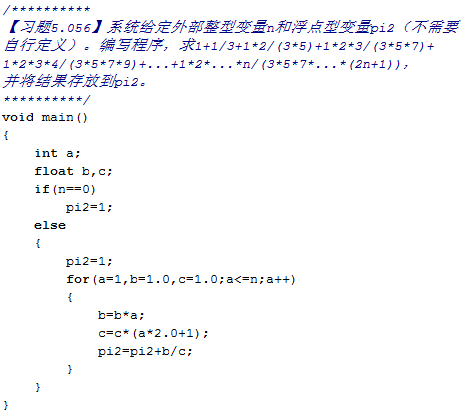 /**********
【习题5.056】系统给定外部整型变量n和浮点型变量pi2（不需要
自行定义）。编写程序，求1+1/3+1*2/(3*5)+1*2*3/(3*5*7)+
1*2*3*4/(3*5*7*9)+...+1*2*...*n/(3*5*7*...*(2n+1))，
并将结果存放到pi2。
**********/
void main()
{
    int a;
    float b,c;
    if(n==0)
        pi2=1;
    else
    {
        pi2=1;
        for(a=1,b=1.0,c=1.0;a<=n;a++)
        {
            b=b*a;
            c=c*(a*2.0+1);
            pi2=pi2+b/c;
        }
    }
}